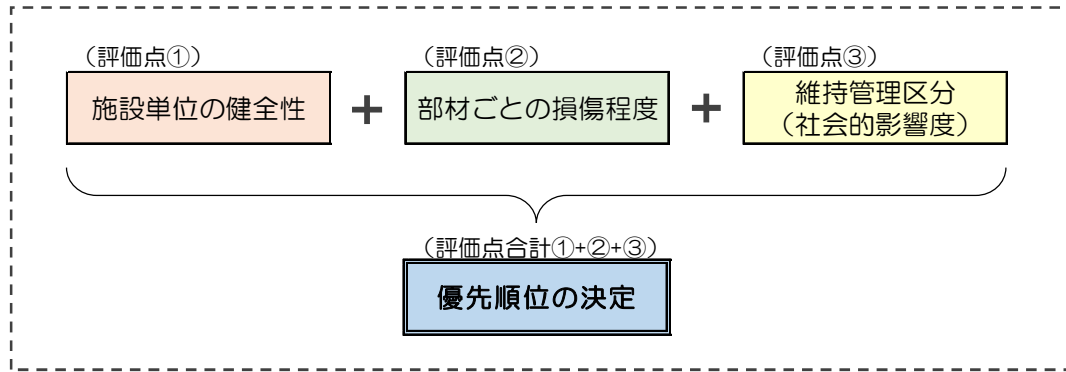 （評価点①）
施設単位の健全性
+
（評価点②）
部材ごとの損傷程度
+
（評価点③）
維持管理区分
（社会的影響度）
（評価点合計①+②+③）
優先順位の決定